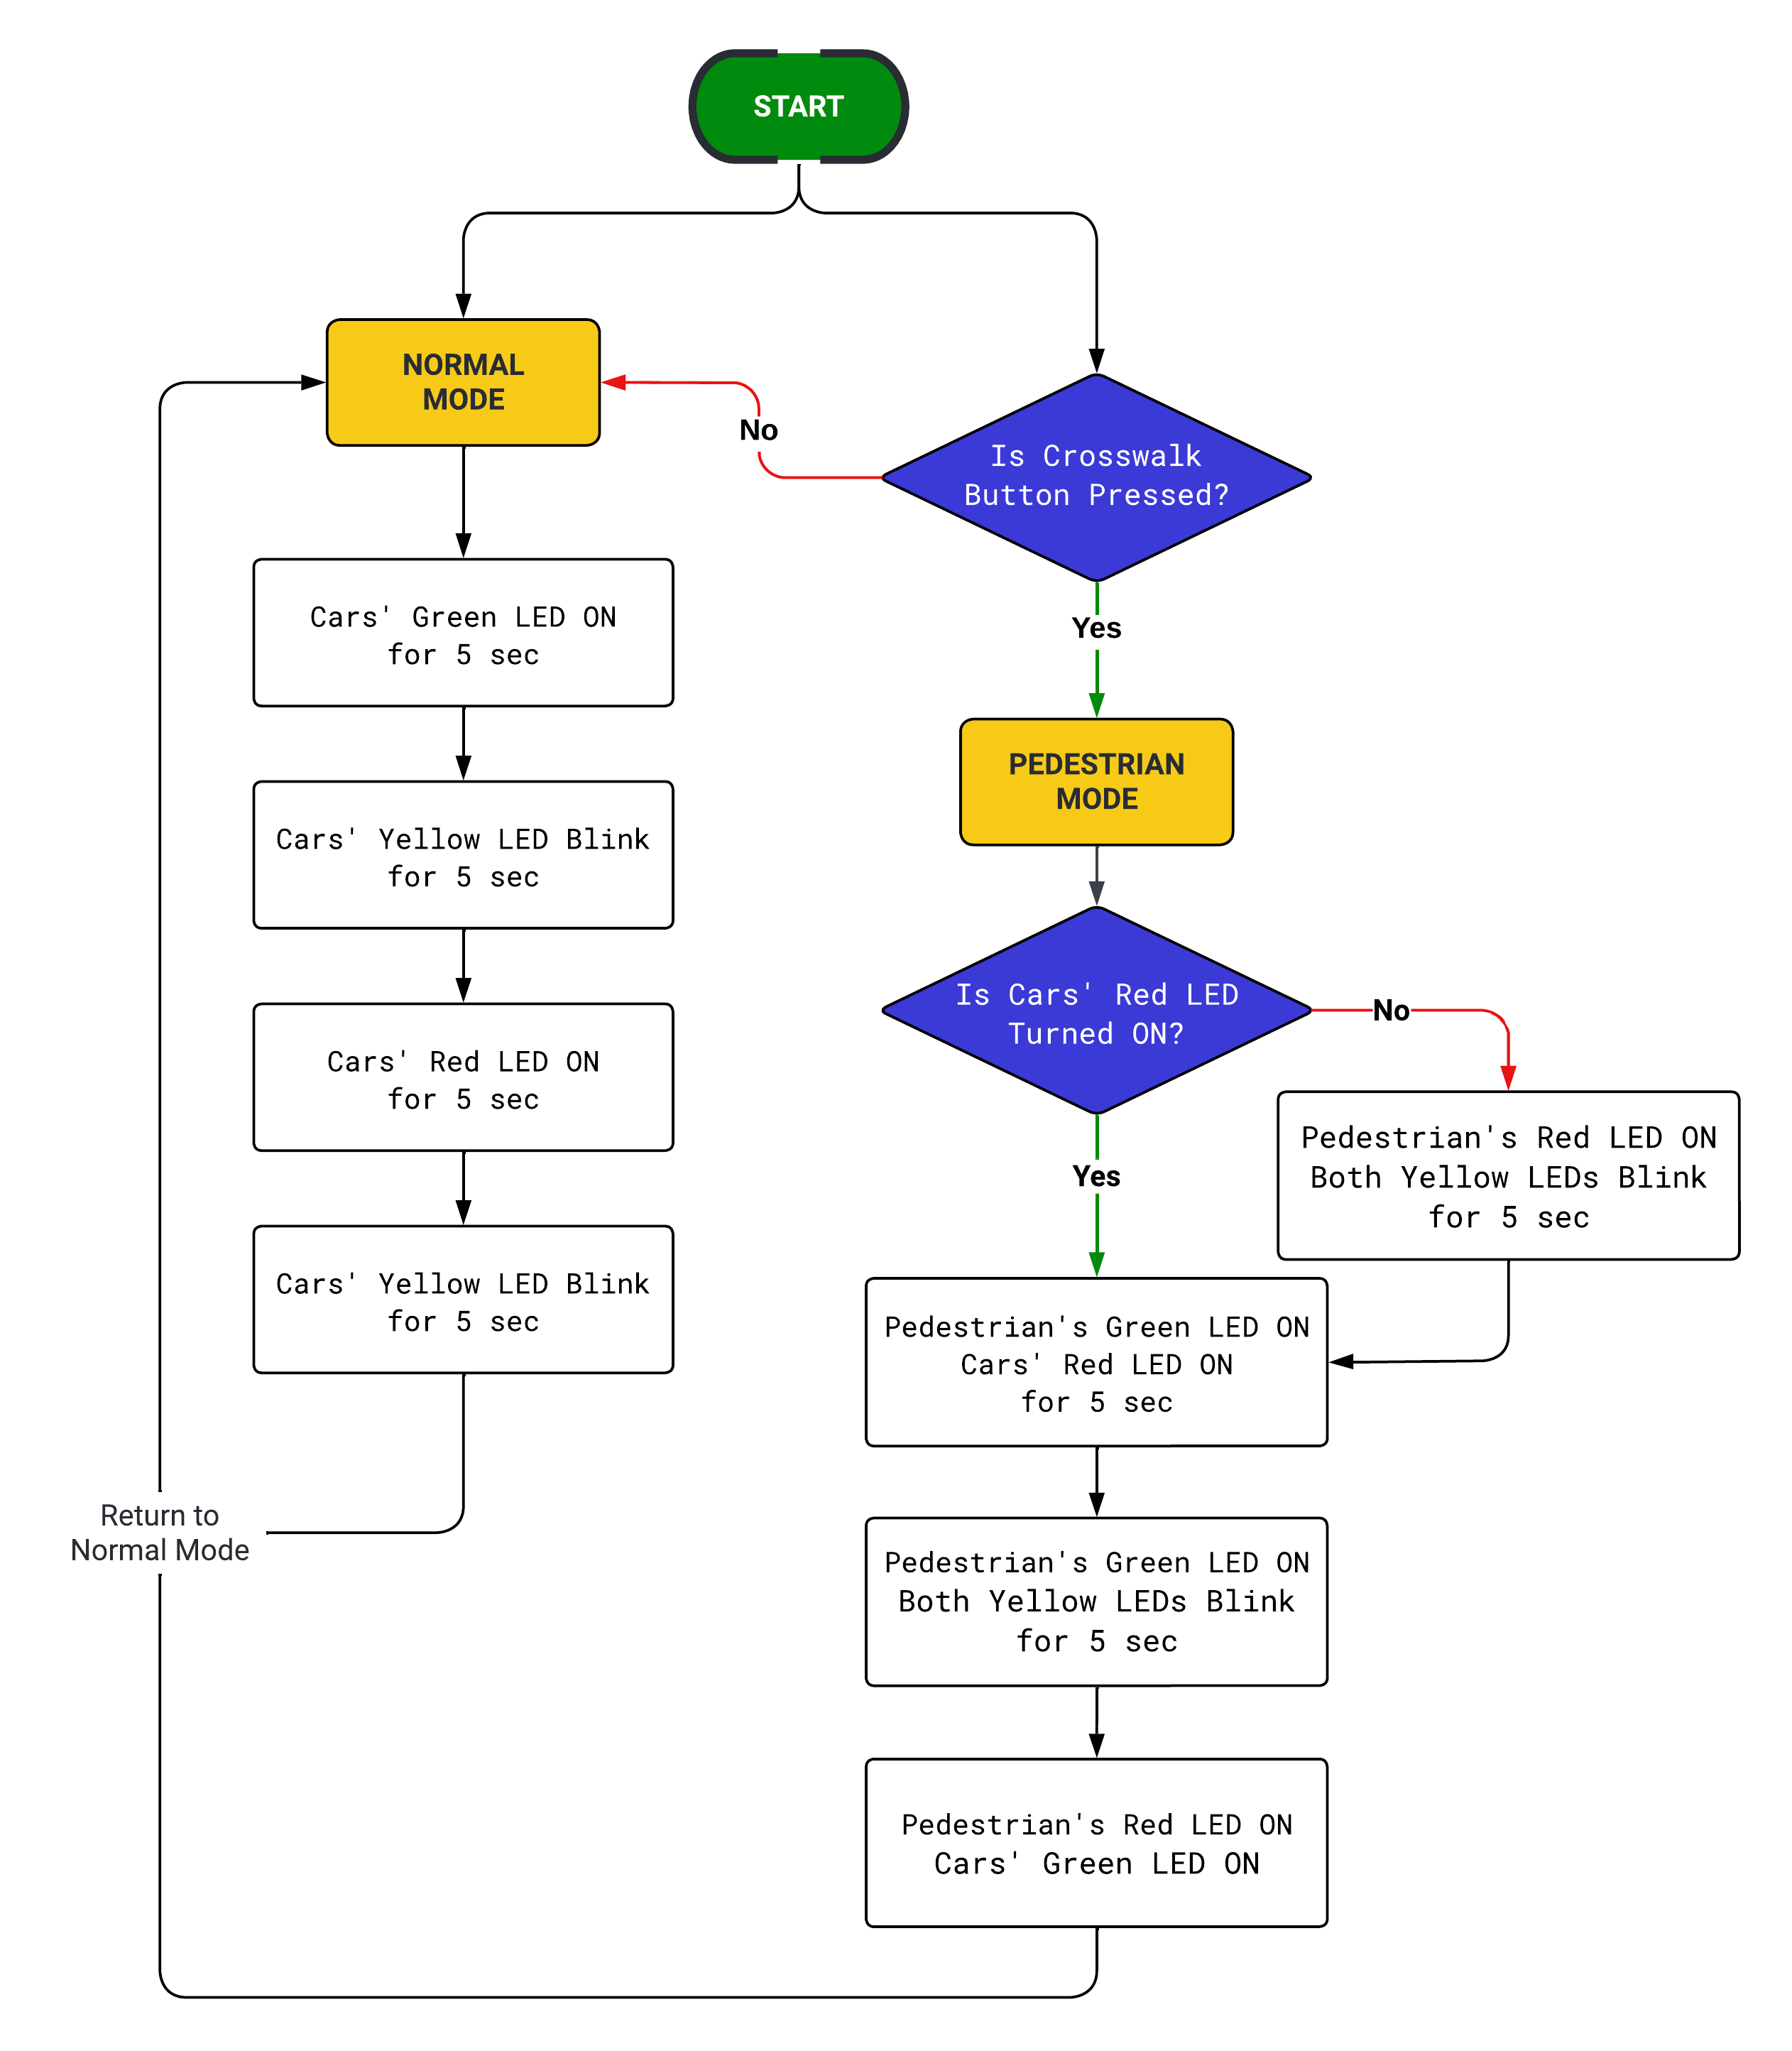 START
NORMAL
MODE
No
Is Crosswalk
Button Pressed?
Cars' Green LED ON
for 5 sec
Yes
PEDESTRIAN
MODE
Cars' Yellow LED Blink
for 5 sec
Is Cars' Red LED
Turned ON?
No
Cars' Red LED ON
for 5 sec
Pedestrian's Red LED ON
Both Yellow LEDs Blink
for 5 sec
Yes
Cars' Yellow LED Blink
for 5 sec
Pedestrian's Green LED ON
Cars' Red LED ON
for 5 sec
Return to
Normal Mode
Pedestrian's Green LED ON
Both Yellow LEDs Blink
for 5 sec
Pedestrian's Red LED ON
Cars' Green LED ON